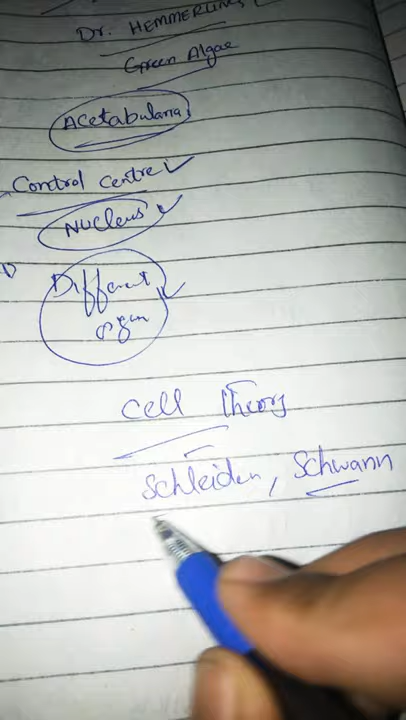 Dr. HEMMERLING
Green Algae
Acetabularia
Control Centre
Nucleus
Different
organ
Cell theory
Schleiden, Schwann